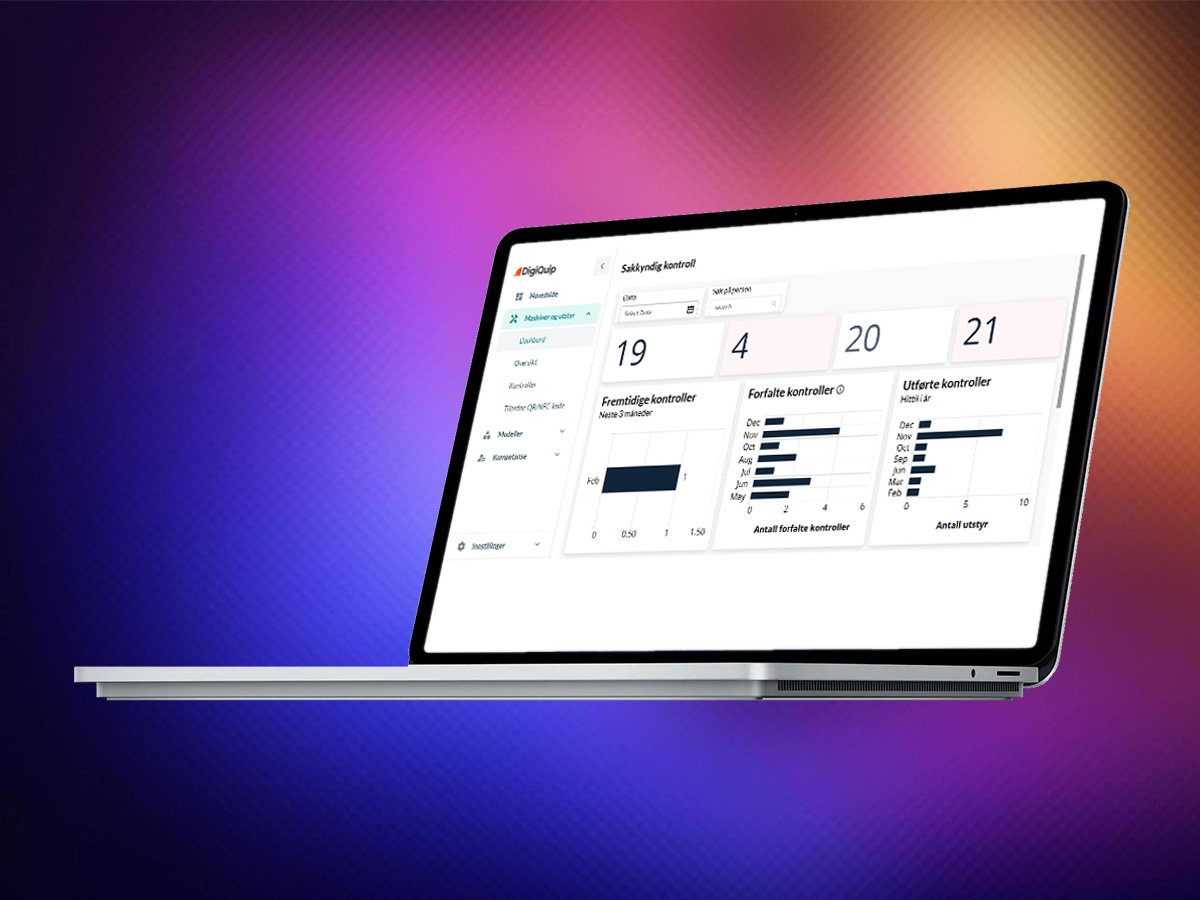 DigiQuip
Hovedside
Maskiner og utstyr
Dashbord
Oversikt
Kontroller
Tilordne QR/NFC-kode
Modeller
Kompetanse
Innstillinger
Sakkyndig kontroll
Dato
Select Date
Søk på person
Search
19
4
20
21
Fremtidige kontroller
Neste 3 måneder
Feb
1
0 0.50 1 1.50
Forfalte kontroller
Dec
Nov
Oct
Aug
Jul
Jun
May
0 2 4 6
Antall forfalte kontroller
Utførte kontroller
Hittil i år
Dec
Nov
Oct
Sep
Jun
Mar
Feb
0 5 10
Antall utstyr